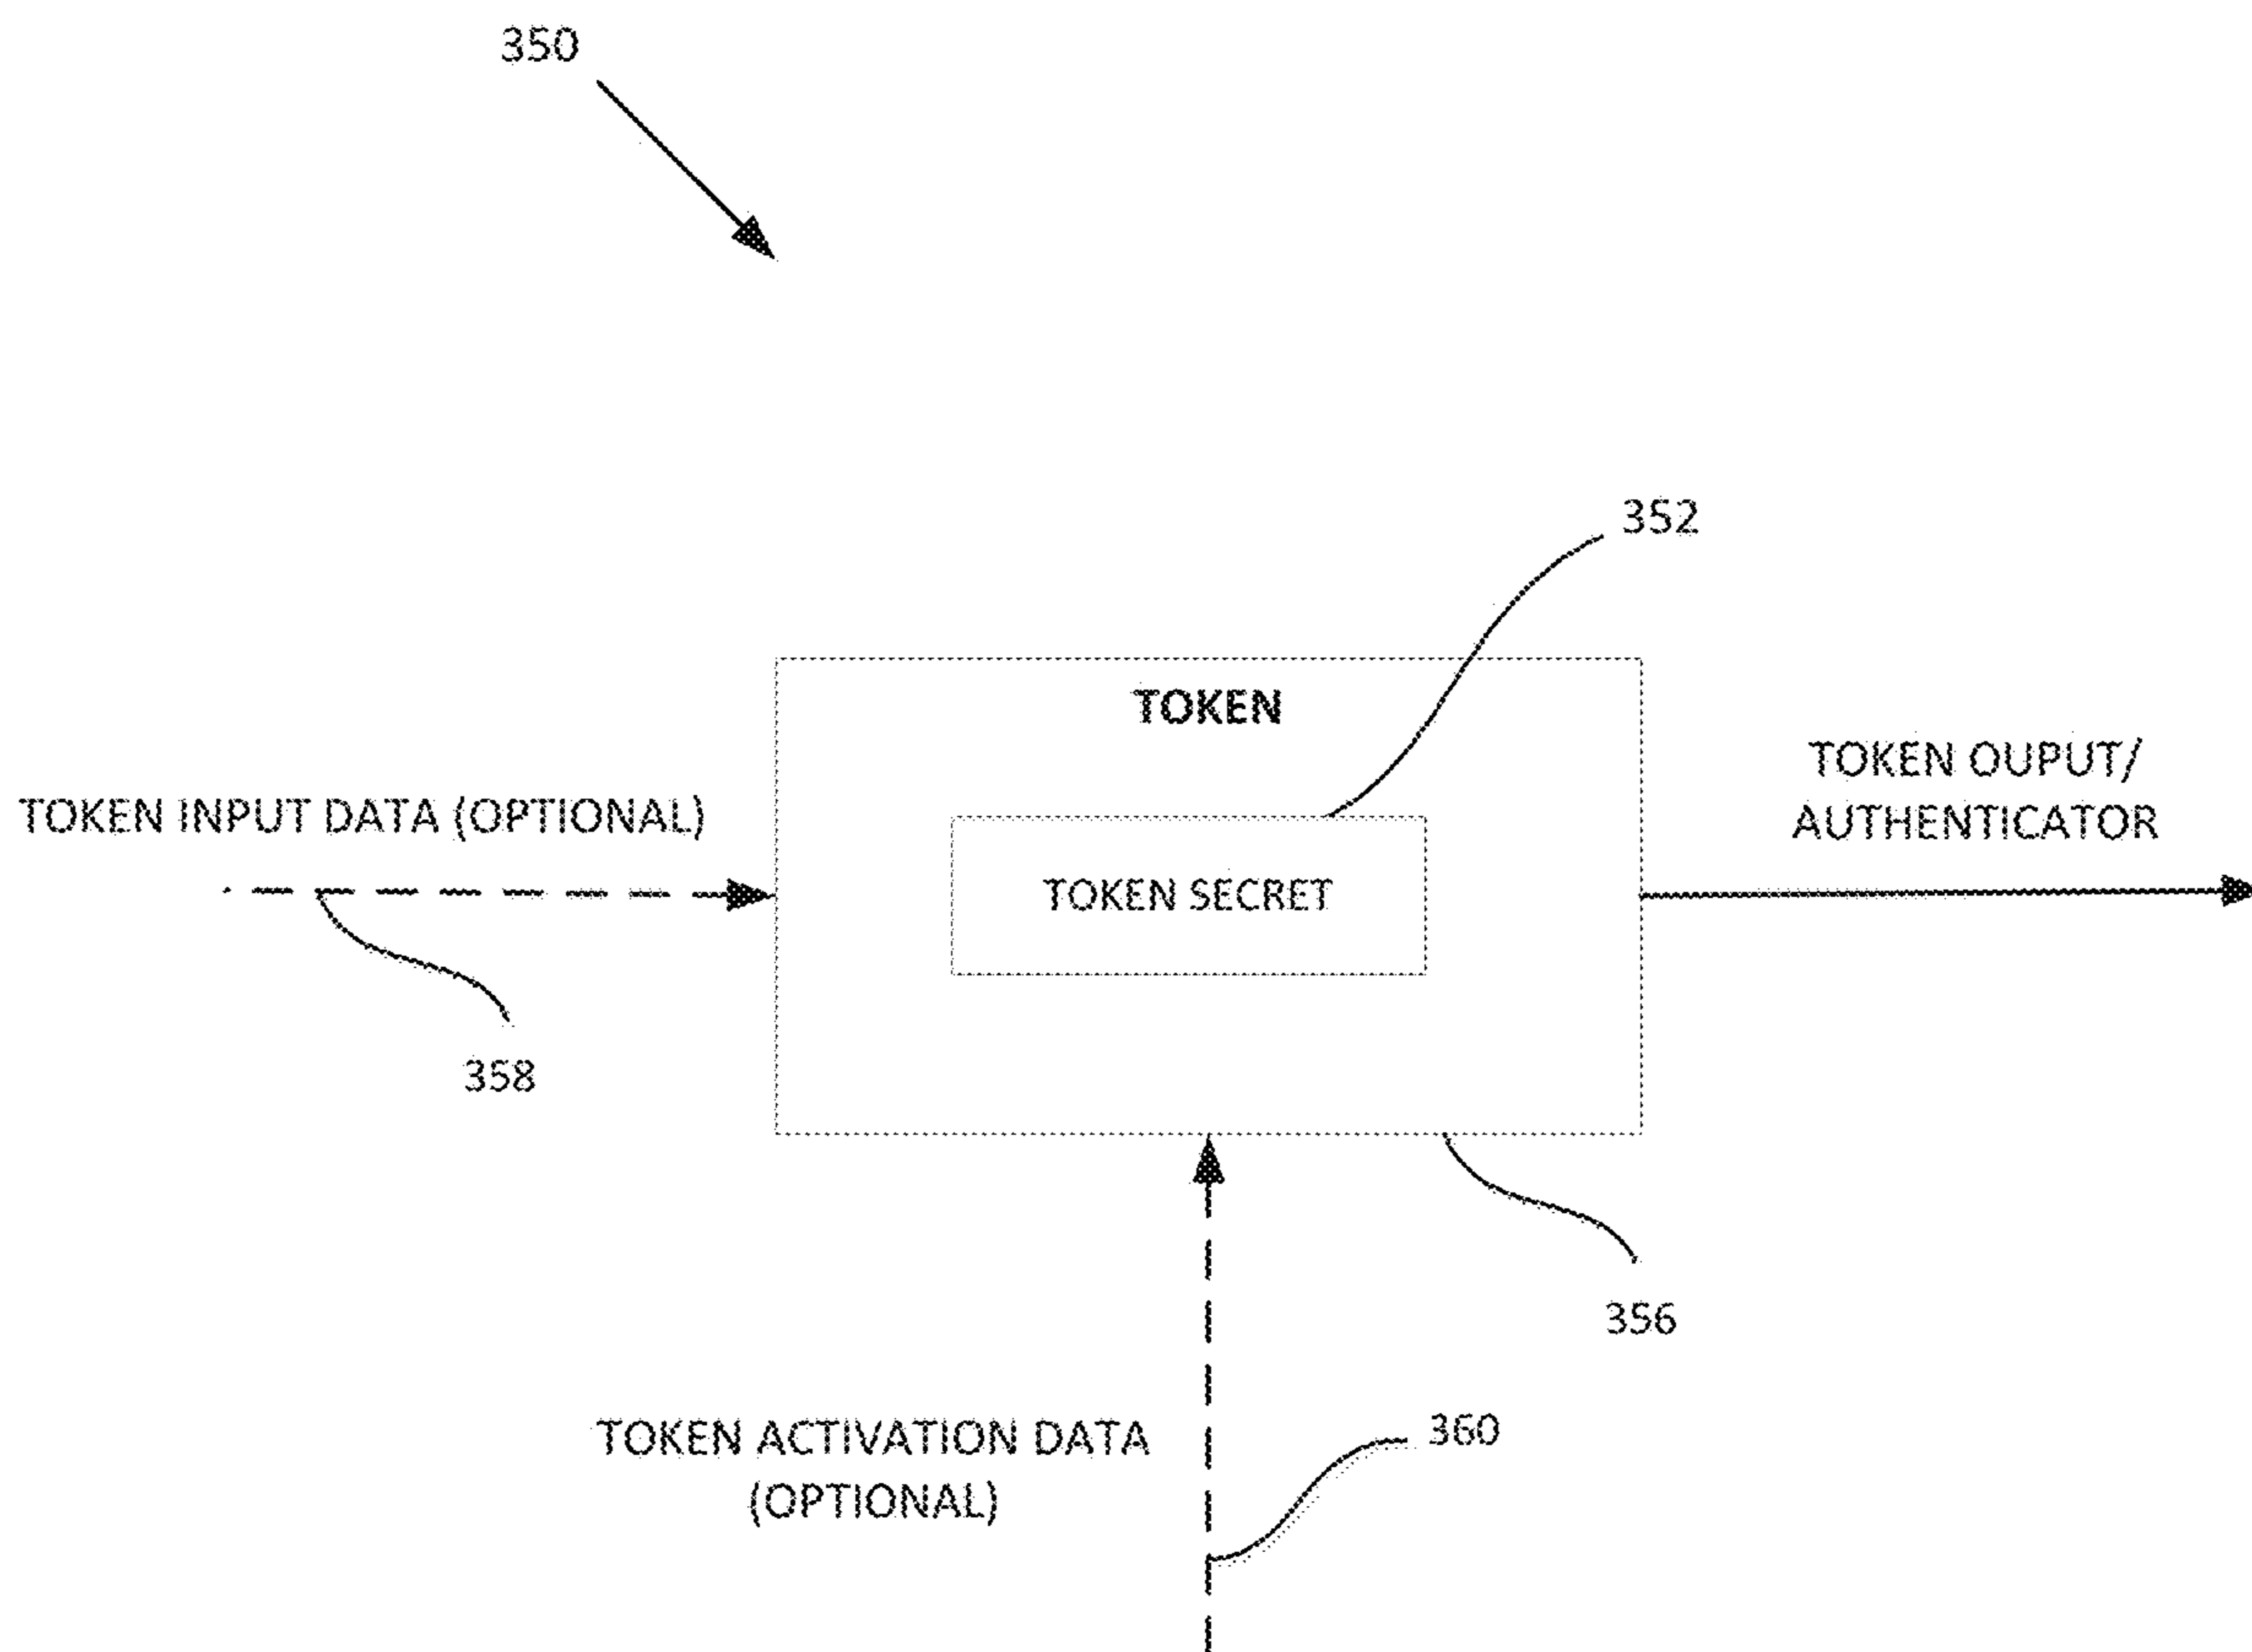 350
352
TOKEN
TOKEN OUPUT/
AUTHENTICATOR
TOKEN INPUT DATA (OPTIONAL)
TOKEN SECRET
358
356
TOKEN ACTIVATION DATA
(OPTIONAL)
360